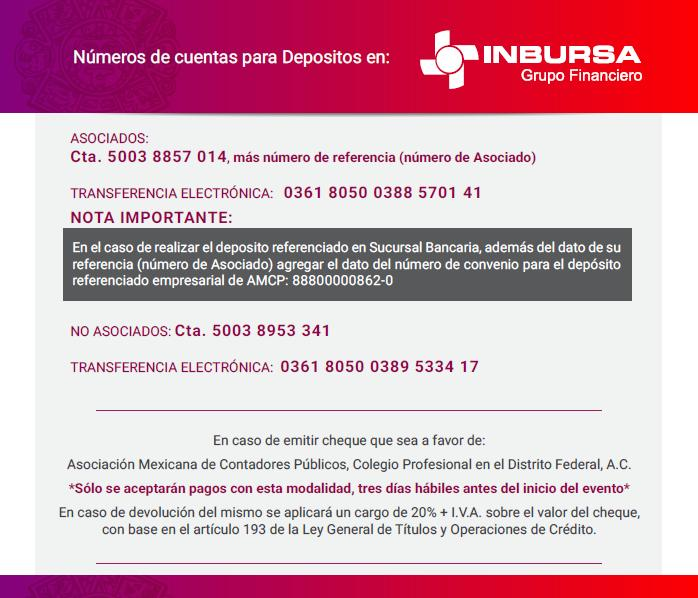 Números de cuentas para Depositos en:
INBURSA
Grupo Financiero
ASOCIADOS:
Cta. 5003 8857 014, más número de referencia (número de Asociado)
TRANSFERENCIA ELECTRÓNICA: 0361 8050 0388 5701 41
NOTA IMPORTANTE:
En el caso de realizar el deposito referenciado en Sucursal Bancaria, además del dato de su
referencia (número de Asociado) agregar el dato del número de convenio para el depósito
referenciado empresarial de AMCP: 88800000862-0
NO ASOCIADOS: Cta. 5003 8953 341
TRANSFERENCIA ELECTRÓNICA: 0361 8050 0389 5334 17
En caso de emitir cheque que sea a favor de:
Asociación Mexicana de Contadores Públicos, Colegio Profesional en el Distrito Federal, A.C.
*Sólo se aceptarán pagos con esta modalidad, tres días hábiles antes del inicio del evento*
En caso de devolución del mismo se aplicará un cargo de 20% + I.V.A. sobre el valor del cheque,
con base en el artículo 193 de la Ley General de Títulos y Operaciones de Crédito.